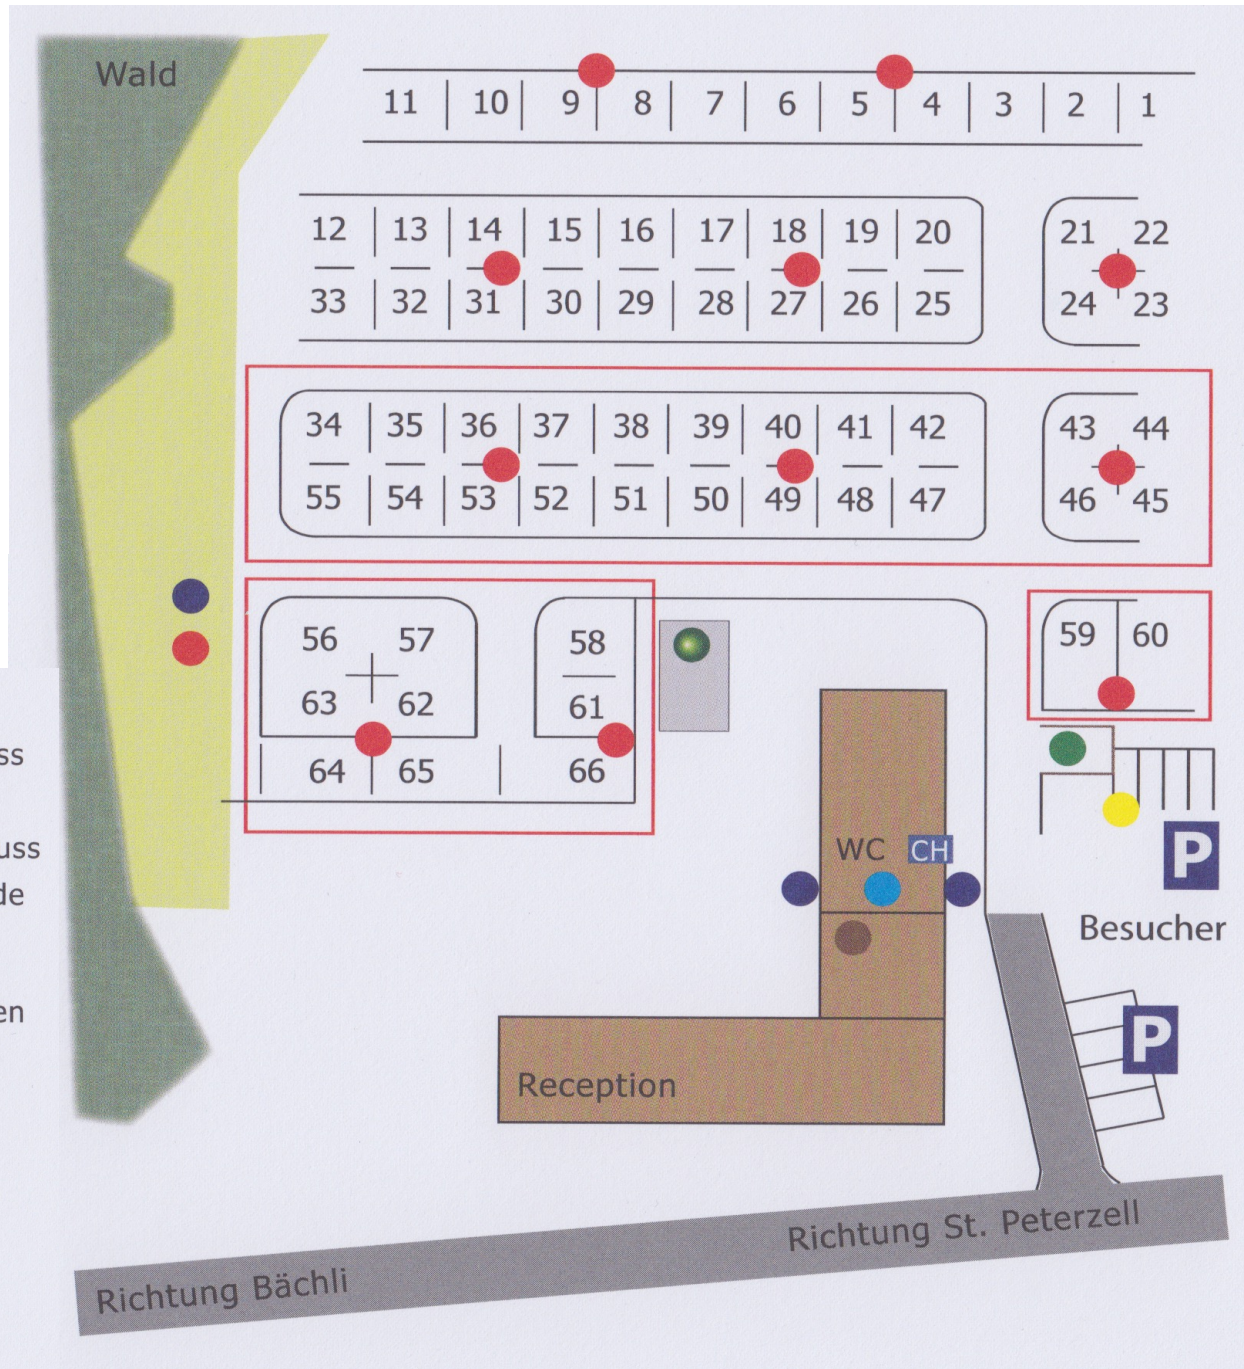 Wald
11 10 9 8 7 6 5 4 3 2 1
12 13 14 15 16 17 18 19 20 21 22
33 32 31 30 29 28 27 26 25 24 23
34 35 36 37 38 39 40 41 42 43 44
55 54 53 52 51 50 49 48 47 46 45
56 57 58 59 60
63 62 61
64 65 66
ss
uss
de
en
WC CH
P
Besucher
P
Reception
Richtung St. Peterzell
Richtung Bächli